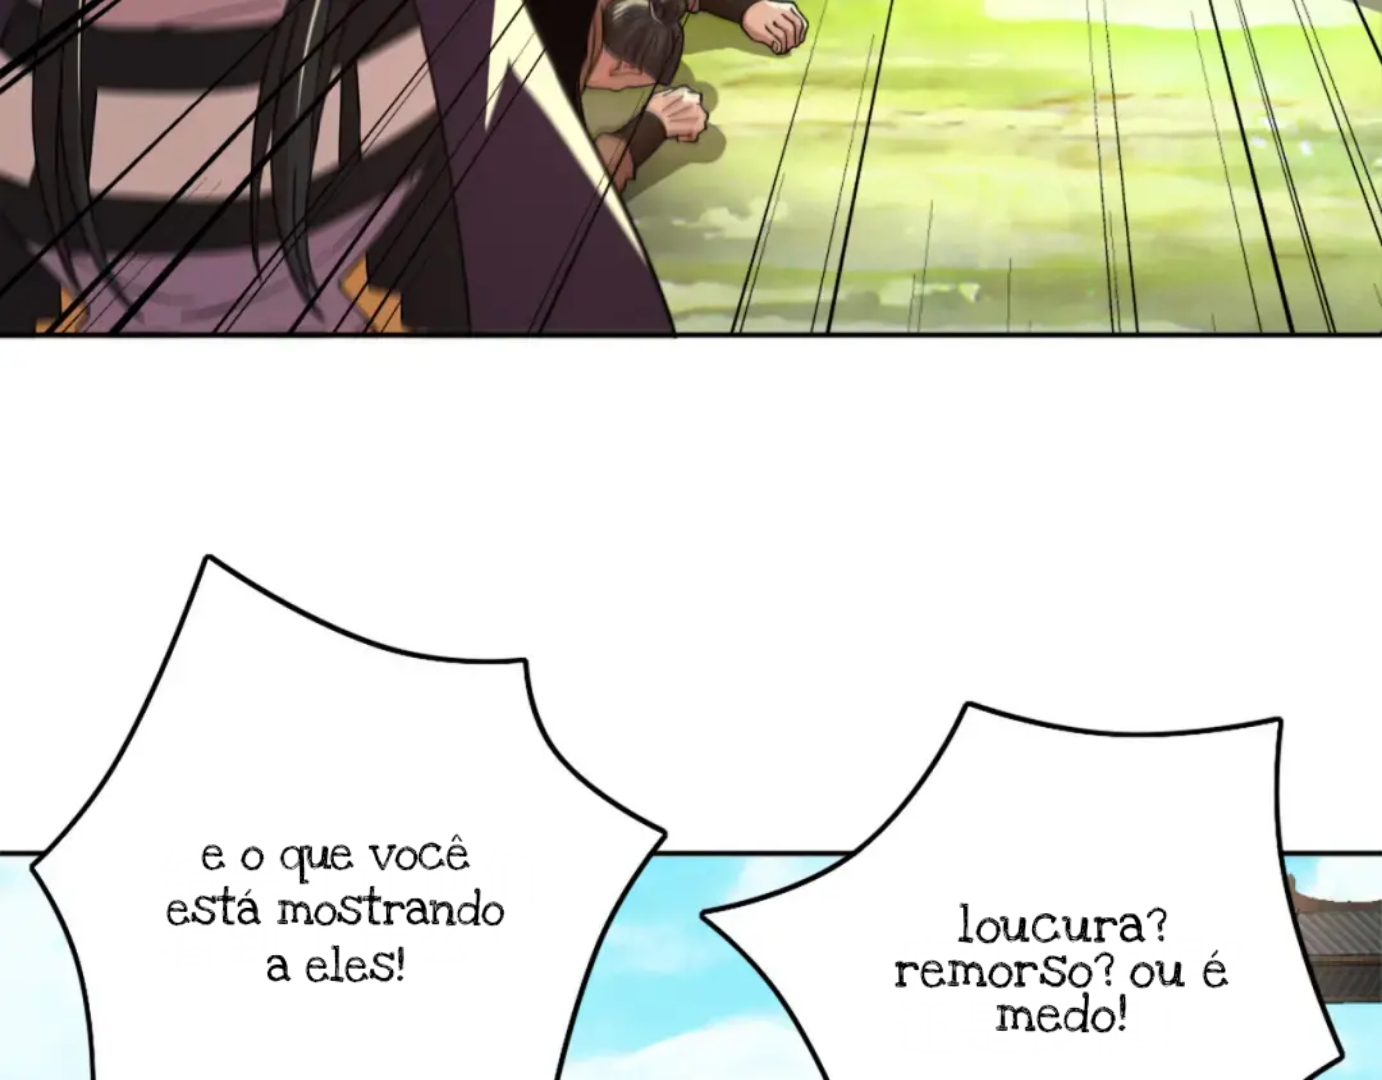 e o que você
está mostrando
a eles!
loucura?
remorso? ou é
medo!